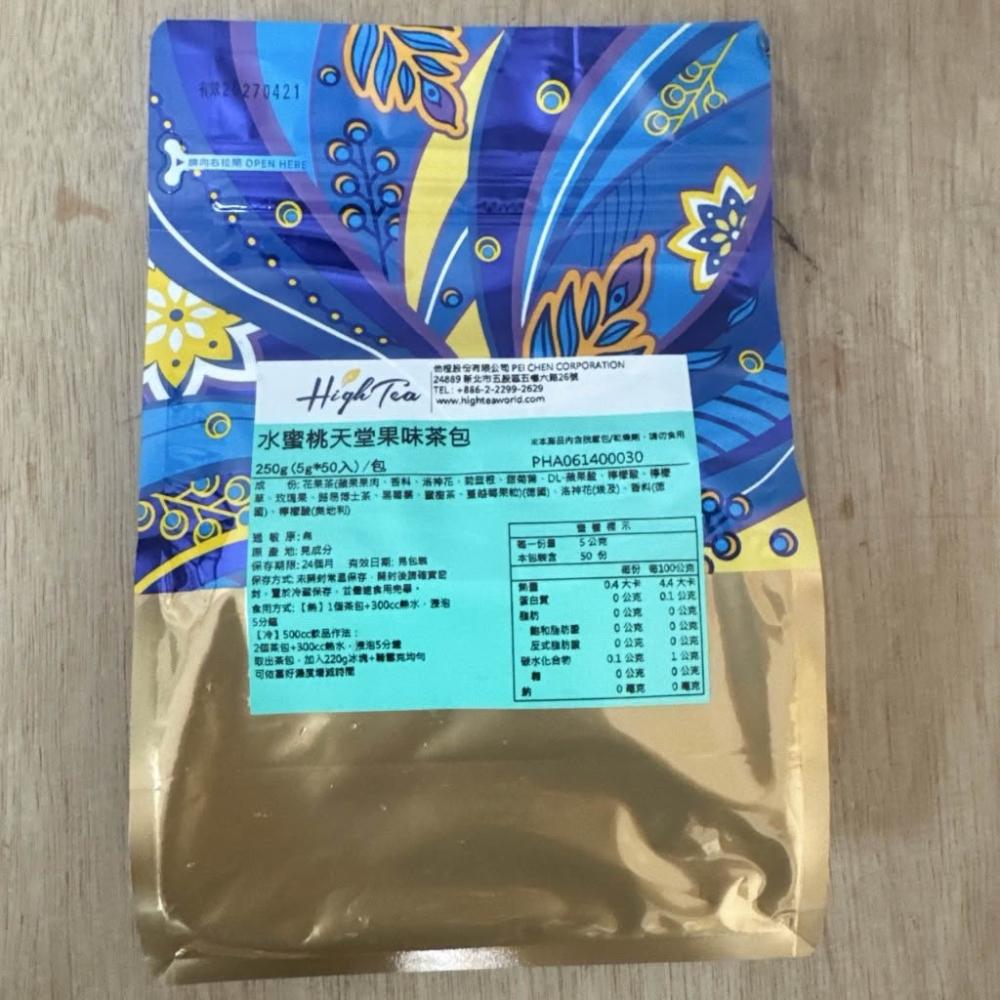 有效20270421
請向右拉開 OPEN HERE
High Tea
佩程股份有限公司 PEI CHEN CORPORATION
24889 新北市五股區五權六路26號
TEL : +886-2-2299-2629
www.highteaworld.com
水蜜桃天堂果味茶包
※本產品內含脫氧包/乾燥劑，請勿食用
250g (5g*50入) /包
PHA061400030
成 份: 花果茶(蘋果果肉、香料、洛神花、菊苣根、甜菊葉、DL-蘋果酸、檸檬酸、檸檬
草、玫瑰果、路易博士茶、黑莓葉、蜜樹茶、蔓越莓果粒)(德國)、洛神花(埃及)、香料(德
國)、檸檬酸(奧地利)
過 敏 原: 無
原 產 地: 見成分
保存期限: 24個月 有效日期: 見包裝
保存方式: 未開封常溫保存，開封後請確實密
封，置於冷藏保存，並盡速食用完畢。
食用方式:【熱】1個茶包+300cc熱水，浸泡
5分鐘
【冷】500cc飲品作法：
2個茶包+300cc熱水，浸泡5分鐘
取出茶包，加入220g冰塊+糖攪克均勻
可依喜好濃度增減時間
營 養 標 示
每一份量 5 公克
本包裝含 50 份
每份 每100公克
熱量 0.4 大卡 4.4 大卡
蛋白質 0 公克 0.1 公克
脂肪 0 公克 0 公克
飽和脂肪酸 0 公克 0 公克
反式脂肪酸 0 公克 0 公克
碳水化合物 0.1 公克 1 公克
糖 0 公克 0 公克
鈉 0 毫克 0 毫克